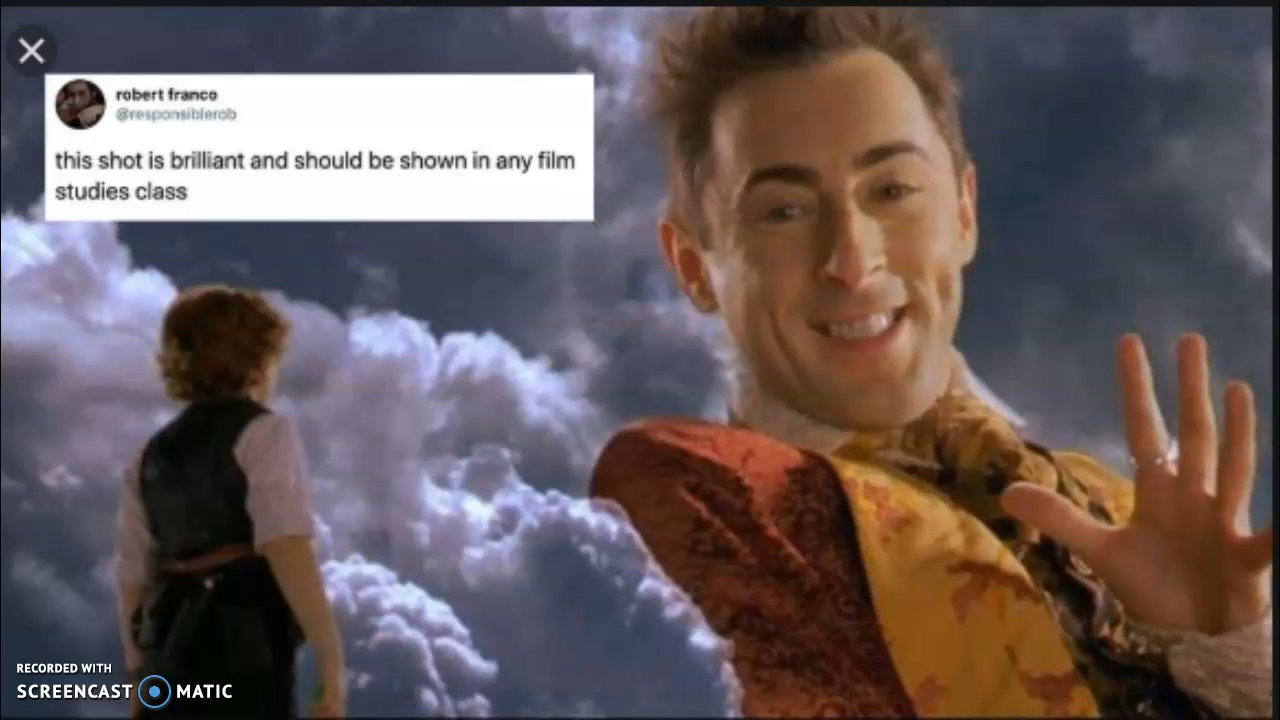 robert franco
@responsiblerob
this shot is brilliant and should be shown in any film
studies class
RECORDED WITH
SCREENCAST MATIC